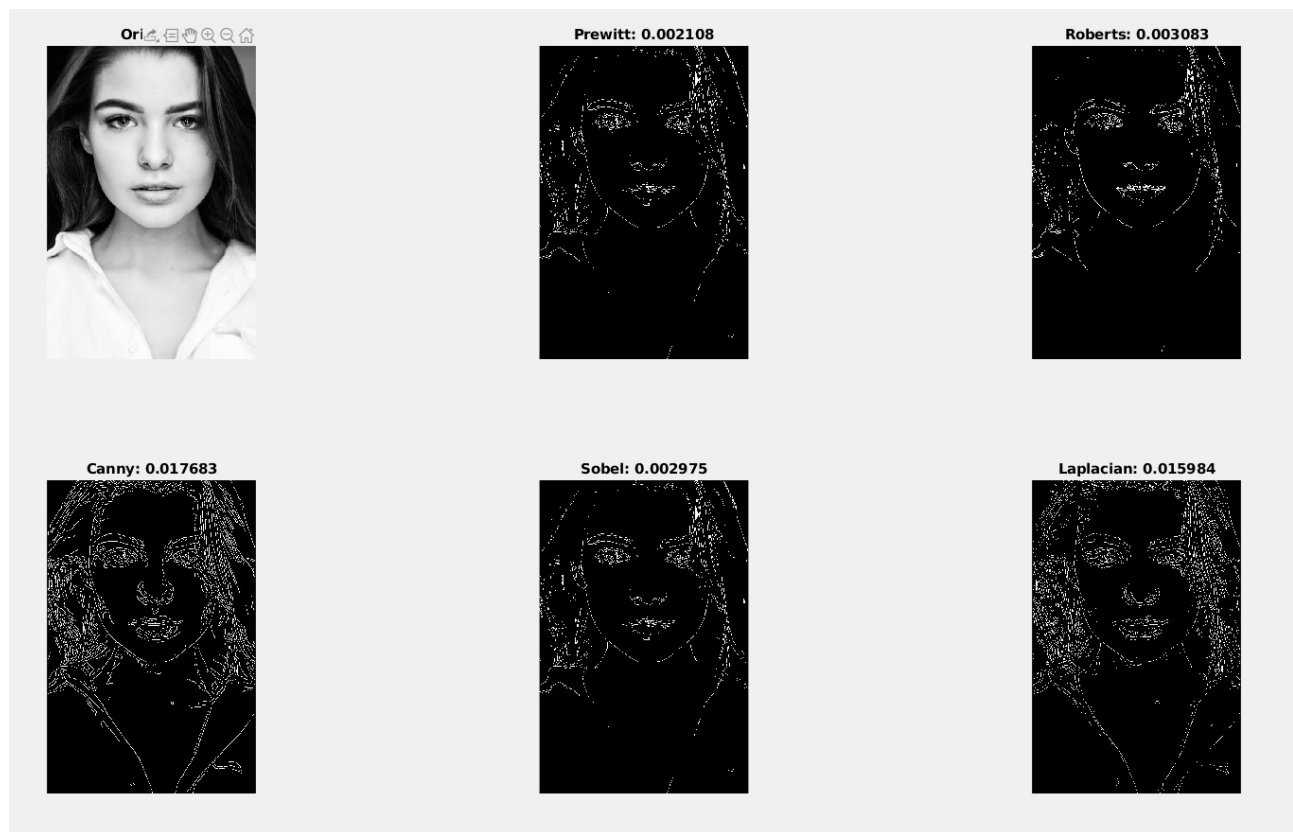 Ori
Prewitt: 0.002108
Roberts: 0.003083
Canny: 0.017683
Sobel: 0.002975
Laplacian: 0.015984